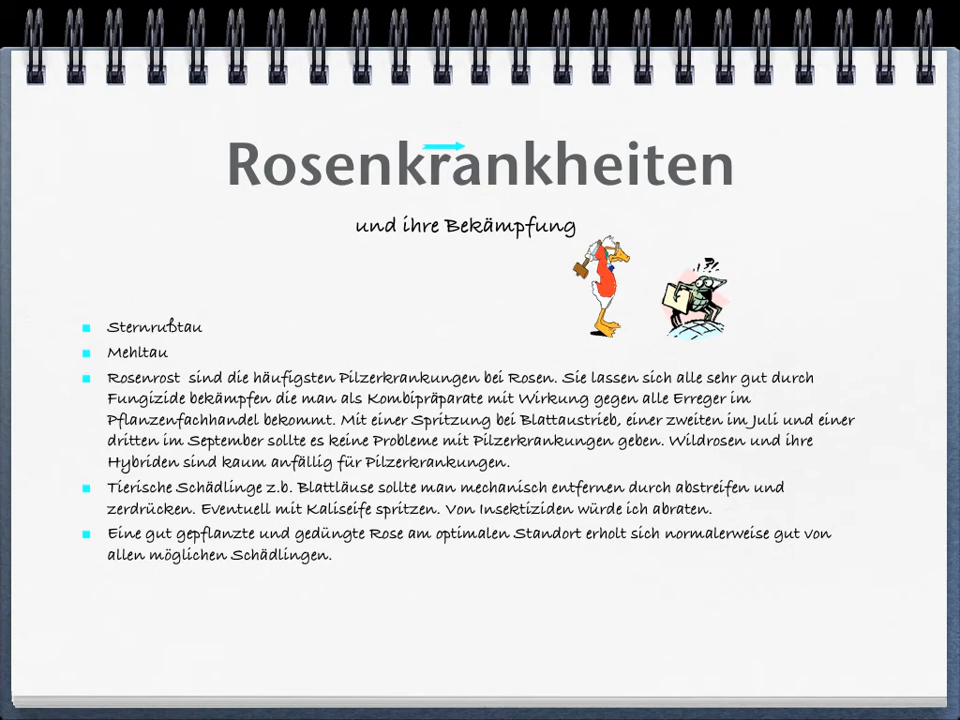 Rosenkrankheiten
und ihre Bekämpfung
Sternrußtau
Mehltau
Rosenrost sind die häufigsten Pilzerkrankungen bei Rosen. Sie lassen sich alle sehr gut durch
Fungizide bekämpfen die man als Kombipräparate mit Wirkung gegen alle Erreger im
Pflanzenfachhandel bekommt. Mit einer Spritzung bei Blattaustrieb, einer zweiten im Juli und einer
dritten im September sollte es keine Probleme mit Pilzerkrankungen geben. Wildrosen und ihre
Hybriden sind kaum anfällig für Pilzerkrankungen.
Tierische Schädlinge z.b. Blattläuse sollte man mechanisch entfernen durch abstreifen und
zerdrücken. Eventuell mit Kaliseife spritzen. Von Insektiziden würde ich abraten.
Eine gut gepflanzte und gedüngte Rose am optimalen Standort erholt sich normalerweise gut von
allen möglichen Schädlingen.